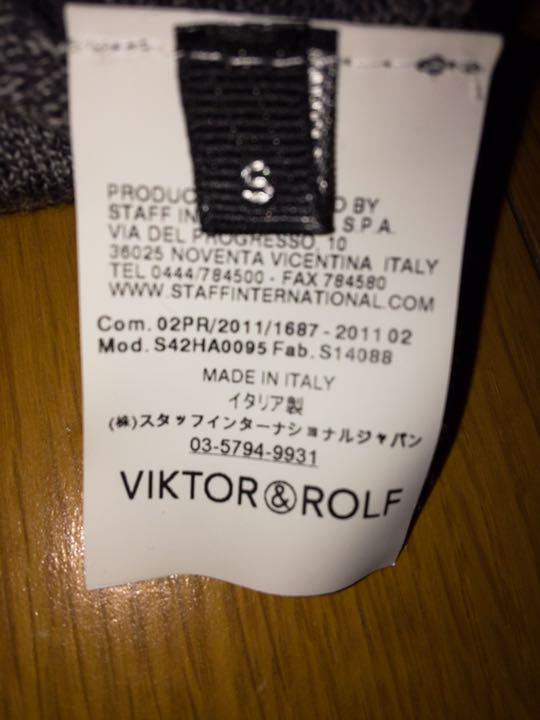 S
BY
STAFF S.P.A.
VIA DEL PROGRESSO, 10
36025 NOVENTA VICENTINA ITALY
TEL 0444/784500 - FAX 784580
WWW.STAFFINTERNATIONAL.COM
Com. 02PR/2011/1687 - 2011 02
Mod. S42HA0095 Fab. S14088
MADE IN ITALY
イタリア製
(株)スタッフインターナショナルジャパン
03-5794-9931
VIKTOR&ROLF